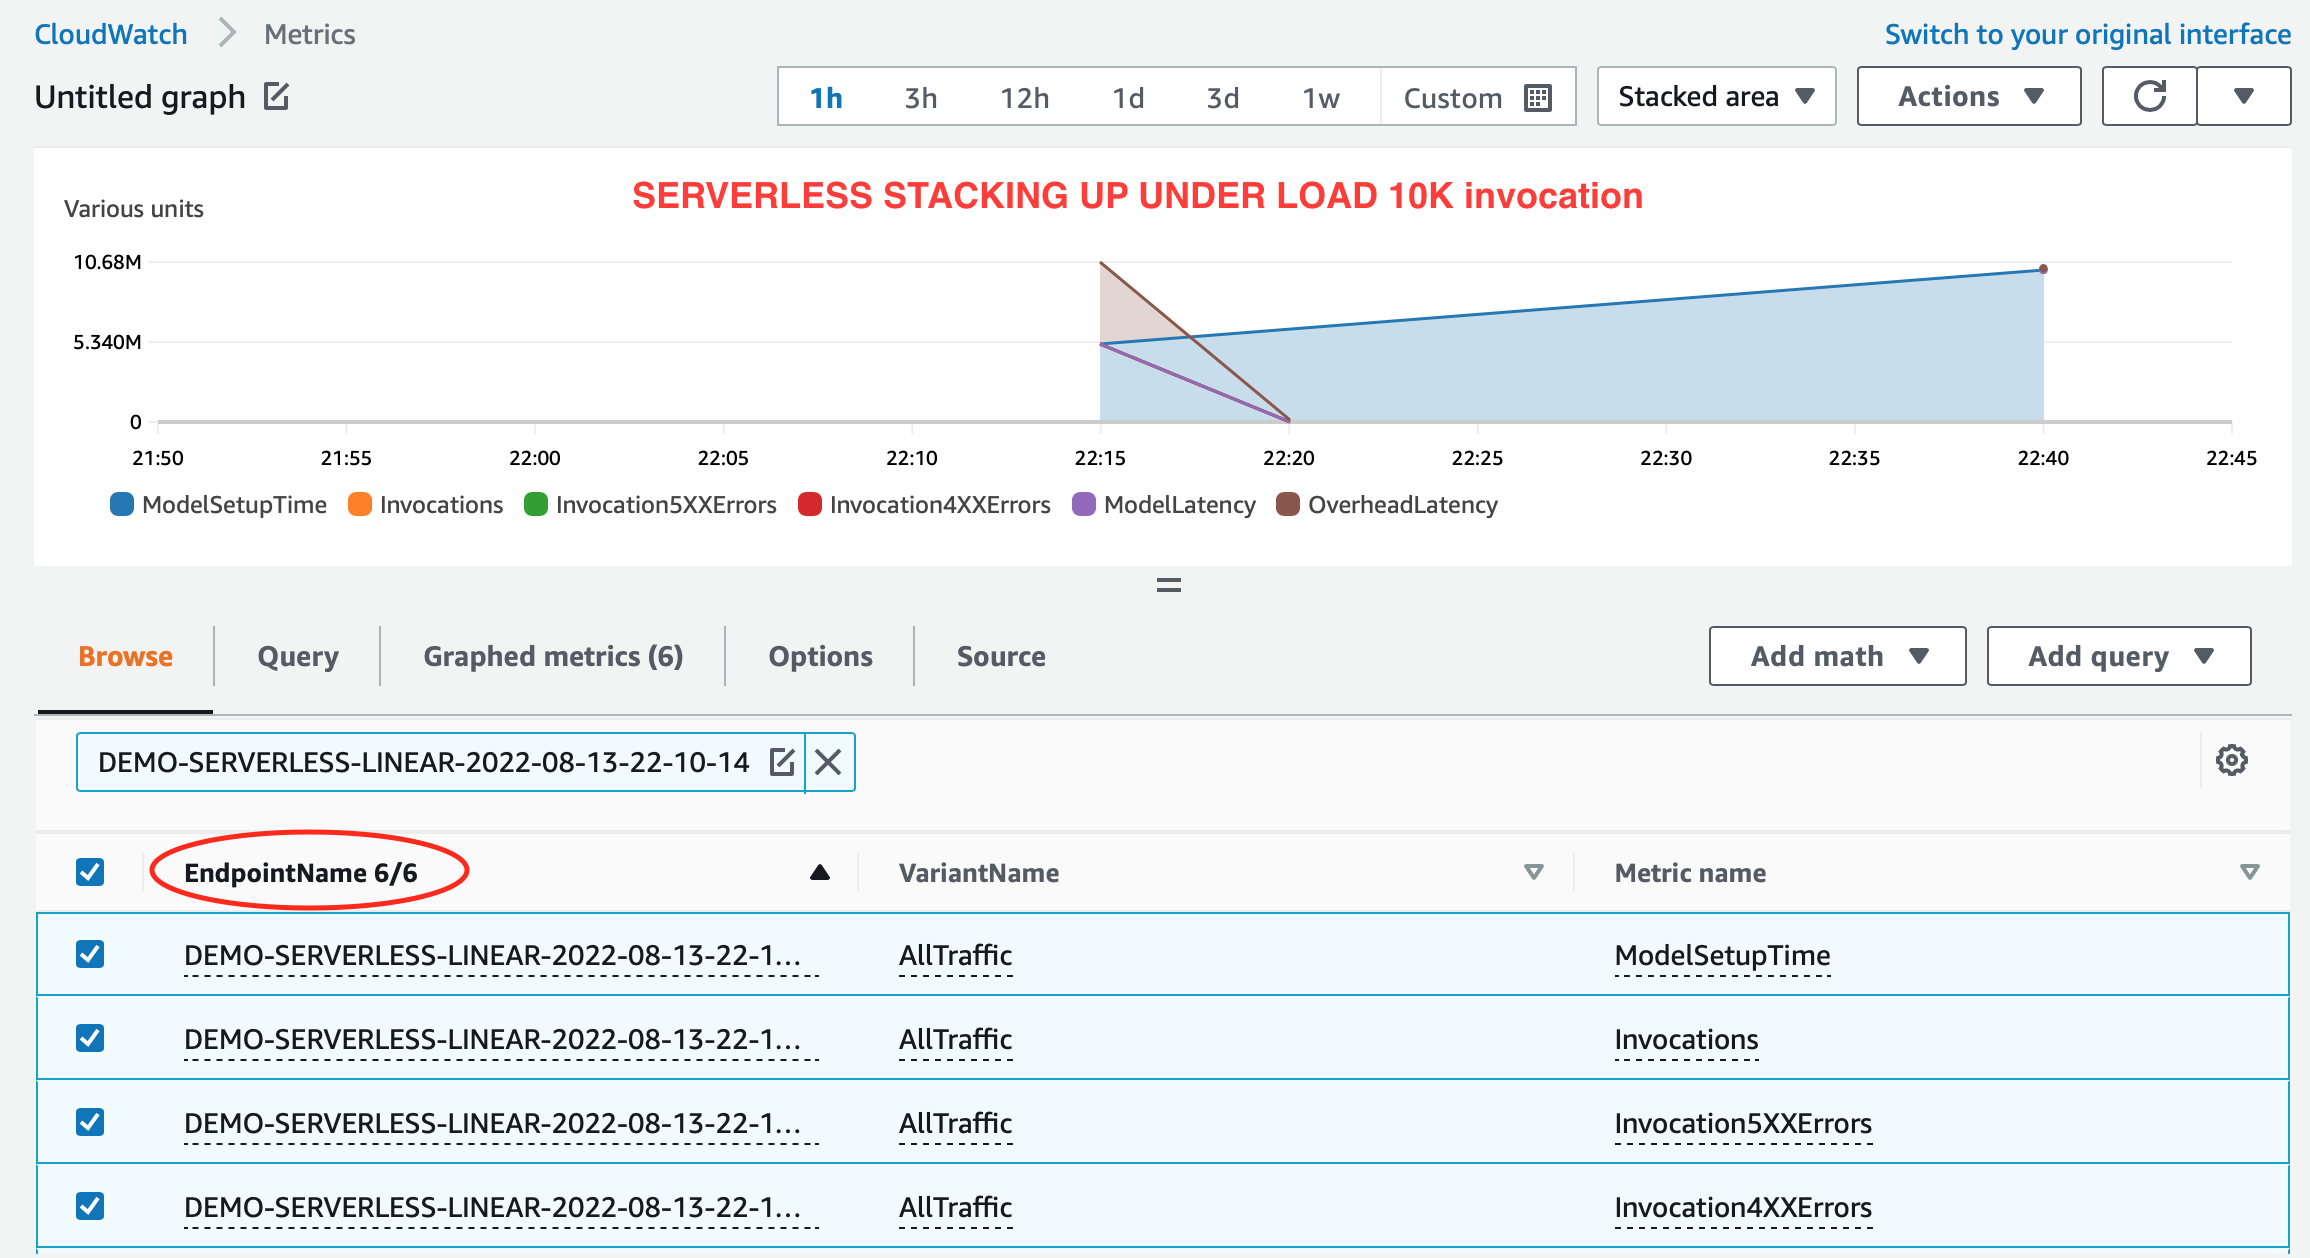 CloudWatch Metrics Switch to your original interface
Untitled graph 1h 3h 12h 1d 3d 1w Custom Stacked area Actions
SERVERLESS STACKING UP UNDER LOAD 10K invocation
Various units
10.68M
5.340M
0
21:50 21:55 22:00 22:05 22:10 22:15 22:20 22:25 22:30 22:35 22:40 22:45
ModelSetupTime Invocations Invocation5XXErrors Invocation4XXErrors ModelLatency OverheadLatency
Browse Query Graphed metrics (6) Options Source Add math Add query
DEMO-SERVERLESS-LINEAR-2022-08-13-22-10-14
EndpointName 6/6 VariantName Metric name
DEMO-SERVERLESS-LINEAR-2022-08-13-22-1... AllTraffic ModelSetupTime
DEMO-SERVERLESS-LINEAR-2022-08-13-22-1... AllTraffic Invocations
DEMO-SERVERLESS-LINEAR-2022-08-13-22-1... AllTraffic Invocation5XXErrors
DEMO-SERVERLESS-LINEAR-2022-08-13-22-1... AllTraffic Invocation4XXErrors